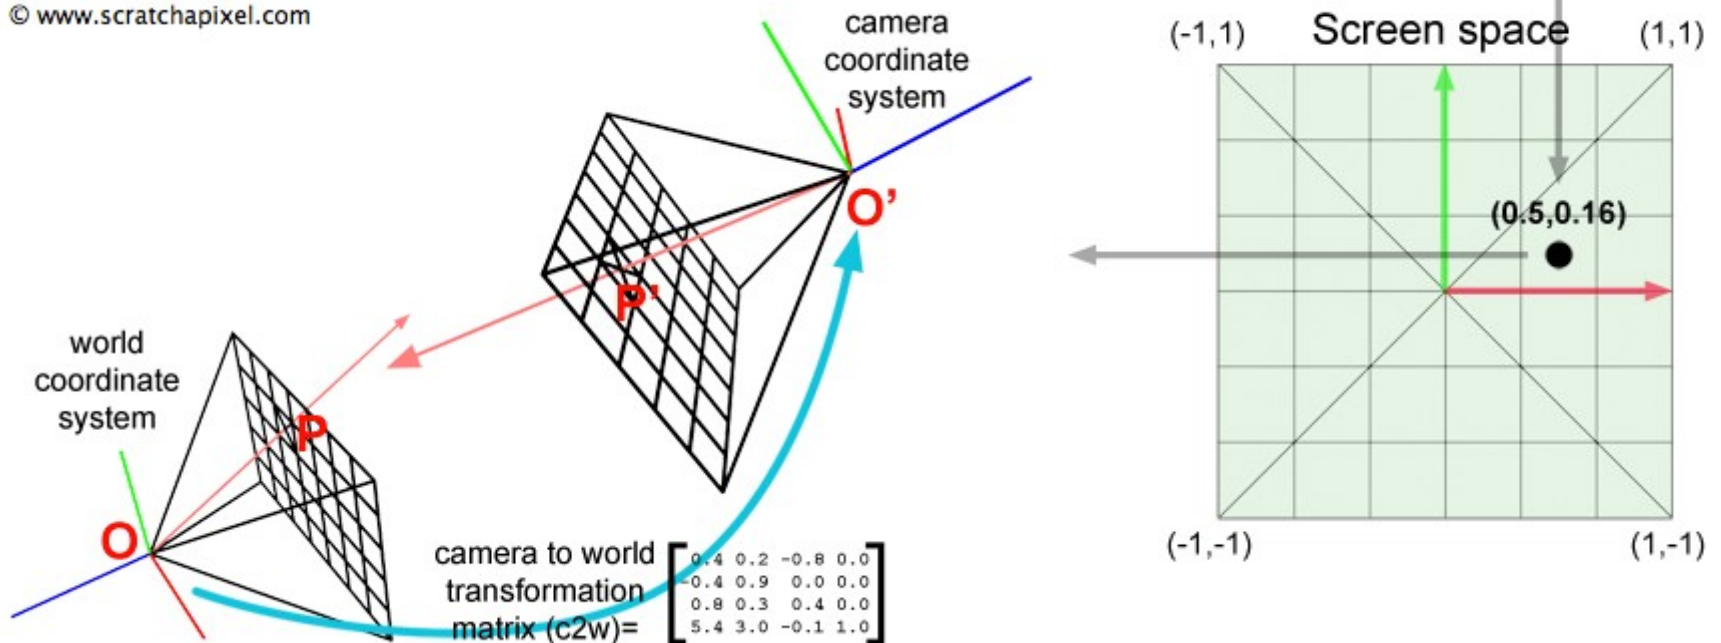 © www.scratchapixel.com
camera
coordinate
system
O’
P'
world
coordinate
system
P
O
camera to world
transformation
matrix (c2w)=
0.4 0.2 -0.8 0.0
-0.4 0.9 0.0 0.0
0.8 0.3 0.4 0.0
5.4 3.0 -0.1 1.0
Screen space
(-1,1)
(1,1)
(0.5,0.16)
(-1,-1)
(1,-1)